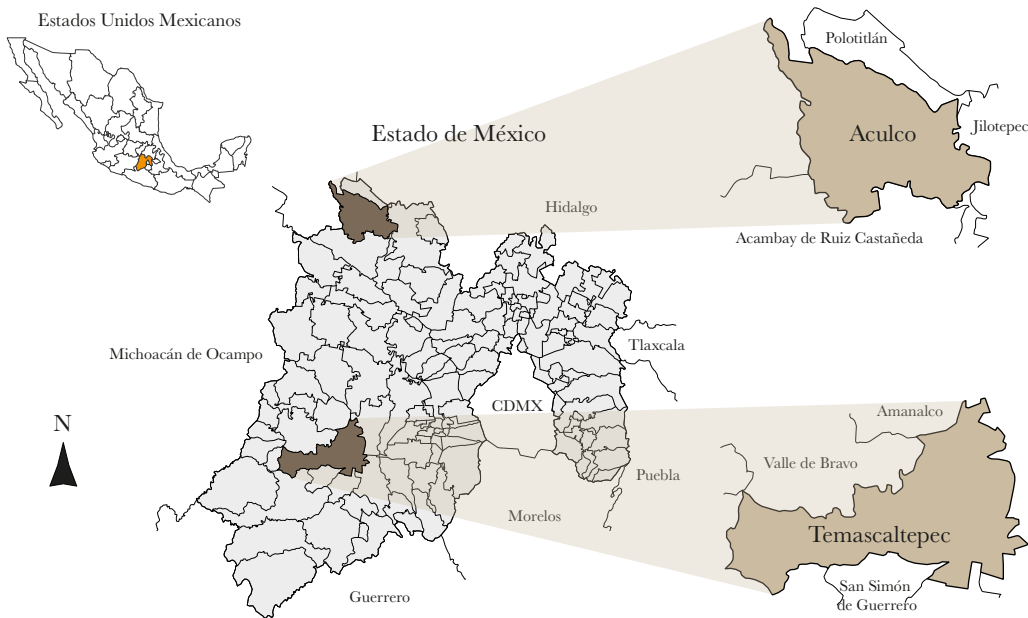 Estados Unidos Mexicanos
Polotitlán
Estado de México
Aculco
Jilotepec
Hidalgo
Acambay de Ruiz Castañeda
Michoacán de Ocampo
Tlaxcala
CDMX
Amanalco
N
Valle de Bravo
Puebla
Morelos
Temascaltepec
San Simón
de Guerrero
Guerrero